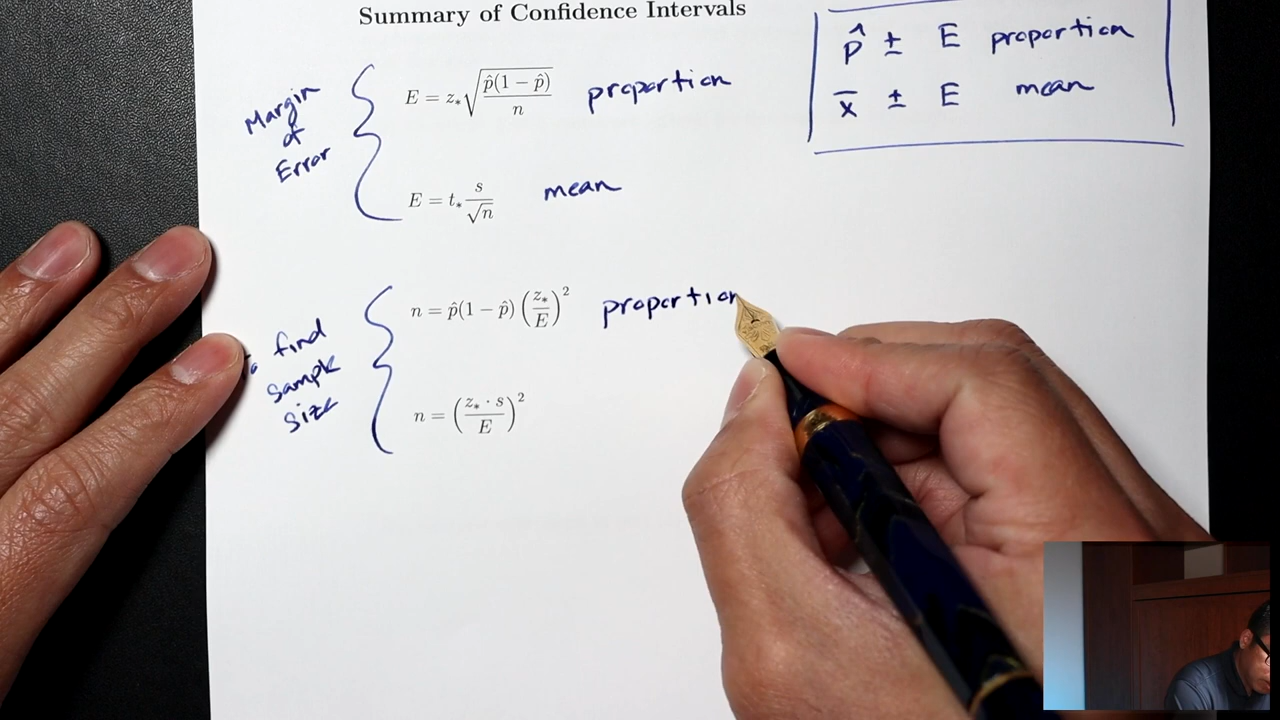 Summary of Confidence Intervals
p̂ ± E proportion
x̄ ± E mean
Margin
of
Error
E = z* √(p̂(1 − p̂)/n) proportion
E = t* s/√n mean
To find
sample
size
n = p̂(1 − p̂) (z*/E)² proportion
n = (z* · s/E)²